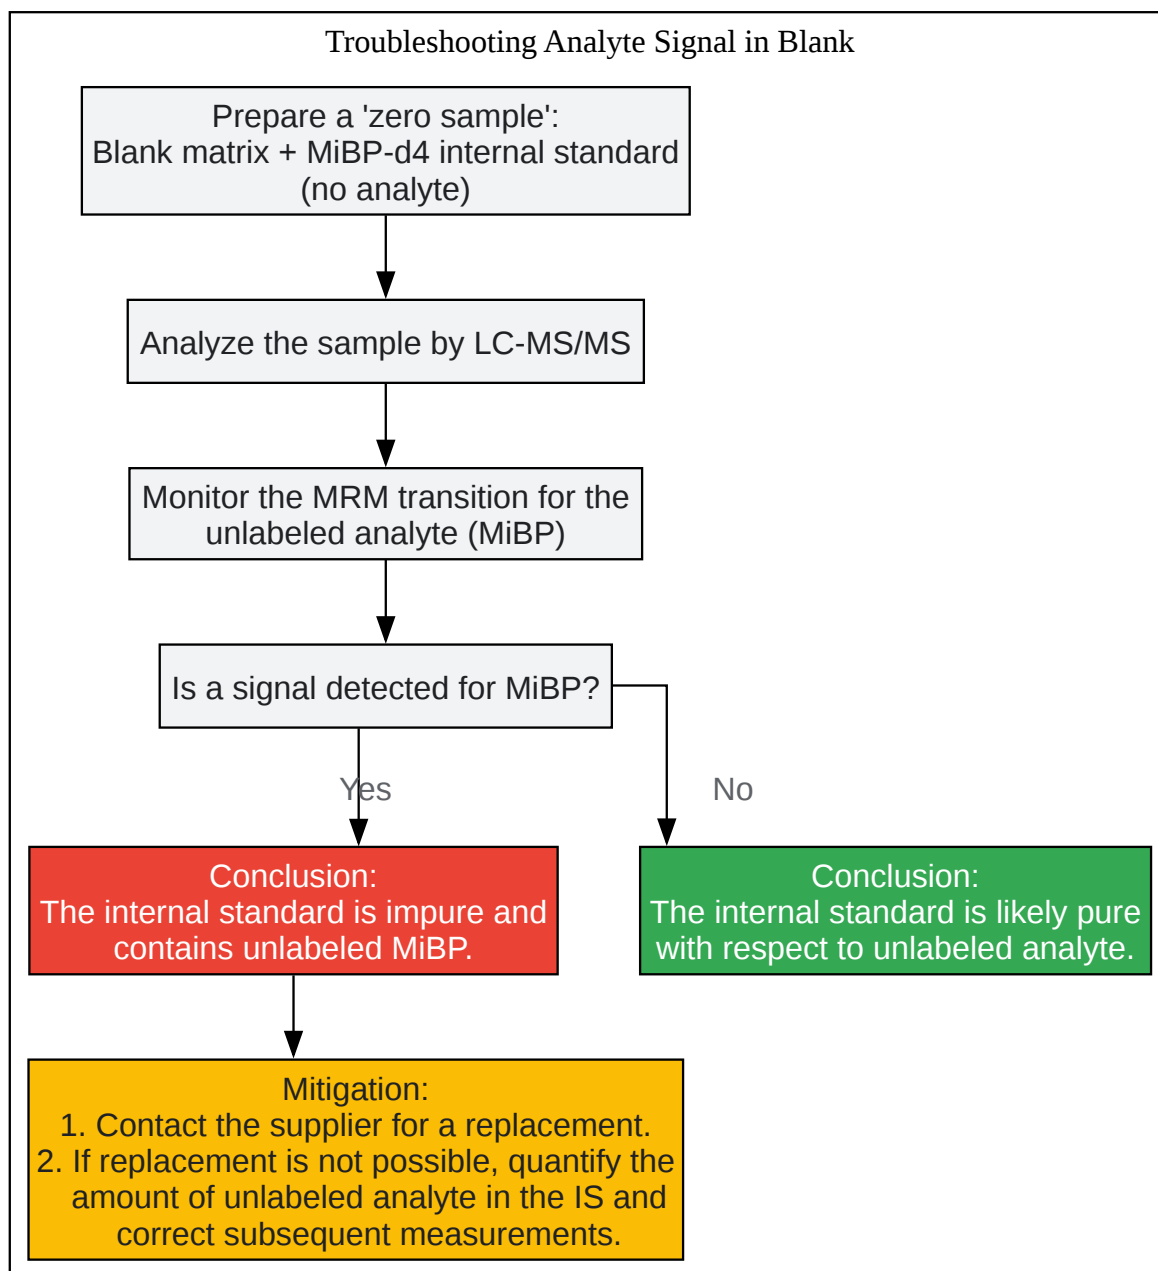 Troubleshooting Analyte Signal in Blank
Prepare a 'zero sample':
Blank matrix + MiBP-d4 internal standard
(no analyte)
Analyze the sample by LC-MS/MS
Monitor the MRM transition for the
unlabeled analyte (MiBP)
Is a signal detected for MiBP?
Yes
No
Conclusion:
The internal standard is impure and
contains unlabeled MiBP.
Conclusion:
The internal standard is likely pure
with respect to unlabeled analyte.
Mitigation:
1. Contact the supplier for a replacement.
2. If replacement is not possible, quantify the
amount of unlabeled analyte in the IS and
correct subsequent measurements.